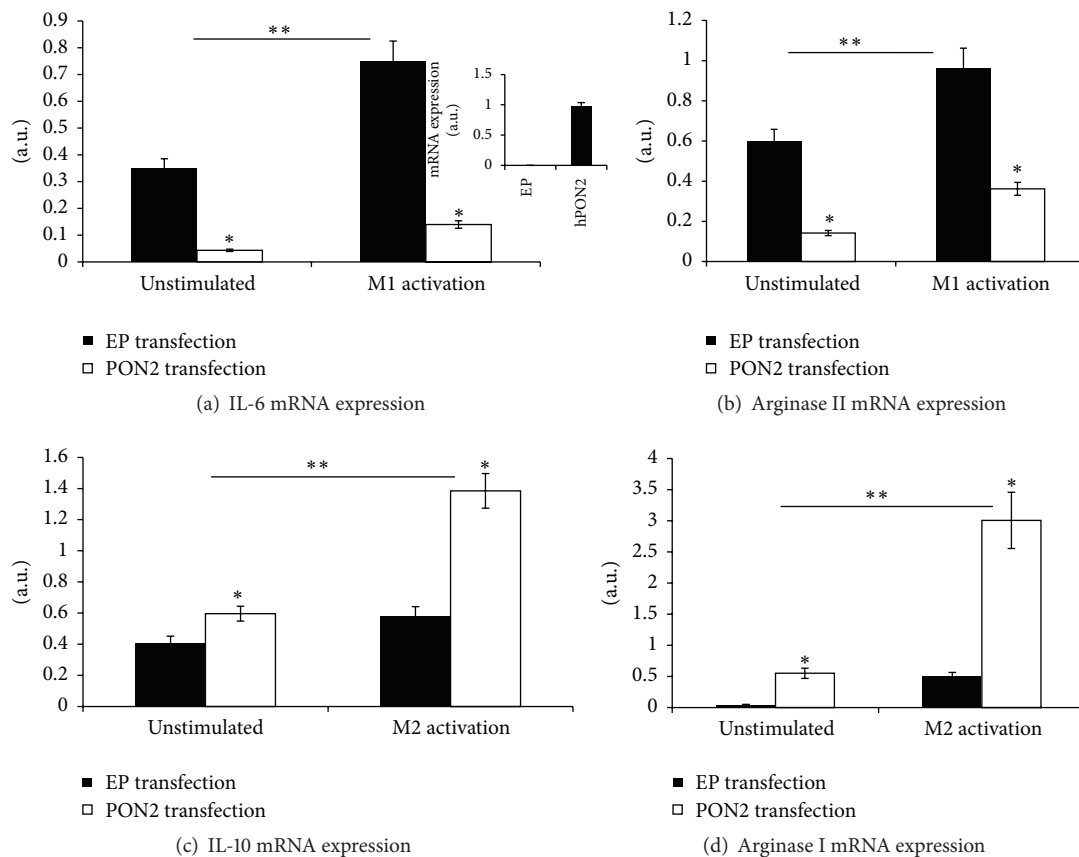 0.9
0.8
0.7
0.6
0.5
0.4
0.3
0.2
0.1
0
(a.u.)
**
*
*
Unstimulated
M1 activation
1.5
1
0.5
0
mRNA expression
(a.u.)
EP
hPON2
EP transfection
PON2 transfection
(a) IL-6 mRNA expression
1.2
1
0.8
0.6
0.4
0.2
0
(a.u.)
**
*
*
Unstimulated
M1 activation
EP transfection
PON2 transfection
(b) Arginase II mRNA expression
1.6
1.4
1.2
1
0.8
0.6
0.4
0.2
0
(a.u.)
**
*
*
Unstimulated
M2 activation
EP transfection
PON2 transfection
(c) IL-10 mRNA expression
4
3.5
3
2.5
2
1.5
1
0.5
0
(a.u.)
**
*
*
Unstimulated
M2 activation
EP transfection
PON2 transfection
(d) Arginase I mRNA expression